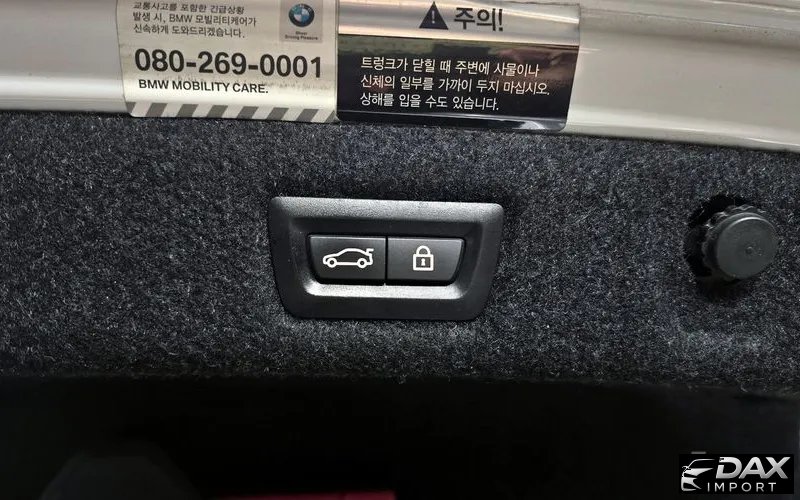 교통사고를 포함한 긴급상황
발생 시, BMW 모빌리티케어가
신속하게 도와드리겠습니다.
080-269-0001
BMW MOBILITY CARE.
주의!
트렁크가 닫힐 때 주변에 사물이나
신체의 일부를 가까이 두지 마십시오.
상해를 입을 수도 있습니다.
DAX
IMPORT